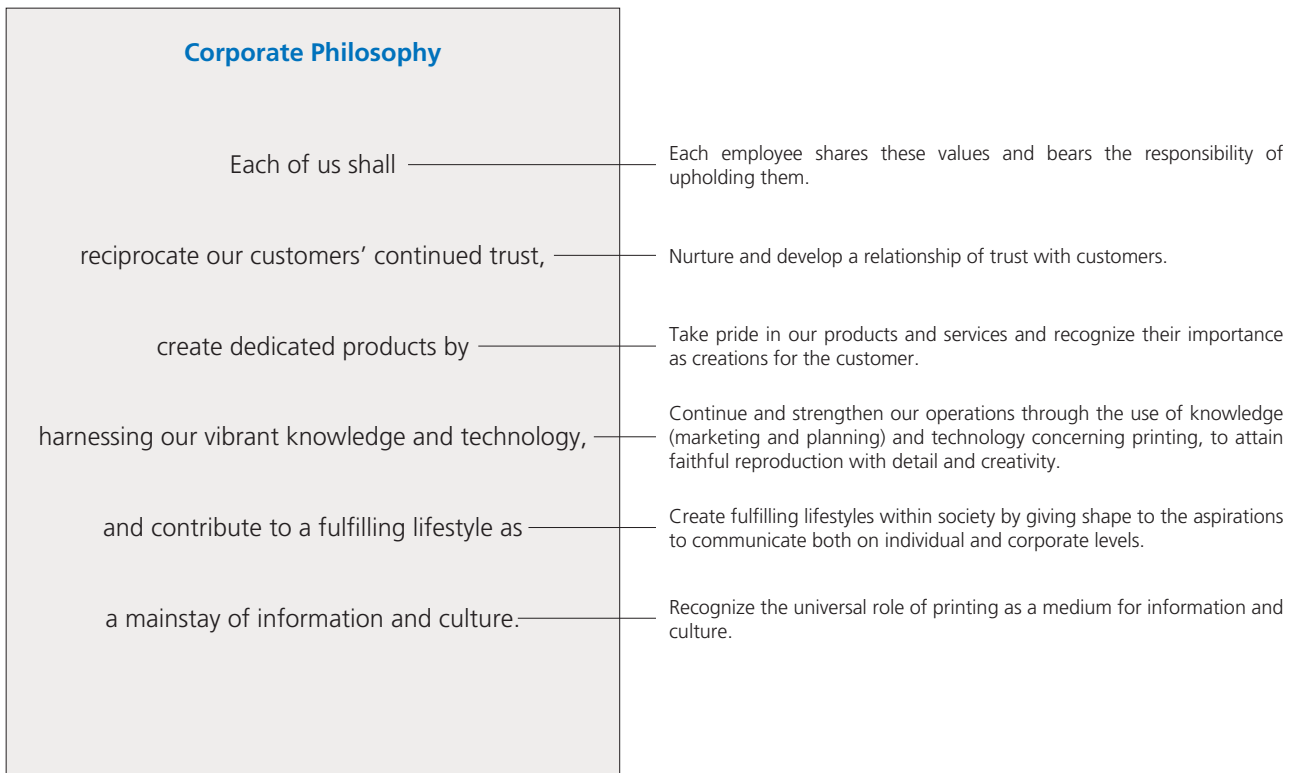 Corporate Philosophy
Each of us shall
Each employee shares these values and bears the responsibility of
upholding them.
reciprocate our customers’ continued trust,
Nurture and develop a relationship of trust with customers.
create dedicated products by
Take pride in our products and services and recognize their importance
as creations for the customer.
harnessing our vibrant knowledge and technology,
Continue and strengthen our operations through the use of knowledge
(marketing and planning) and technology concerning printing, to attain
faithful reproduction with detail and creativity.
and contribute to a fulfilling lifestyle as
Create fulfilling lifestyles within society by giving shape to the aspirations
to communicate both on individual and corporate levels.
a mainstay of information and culture.
Recognize the universal role of printing as a medium for information and
culture.